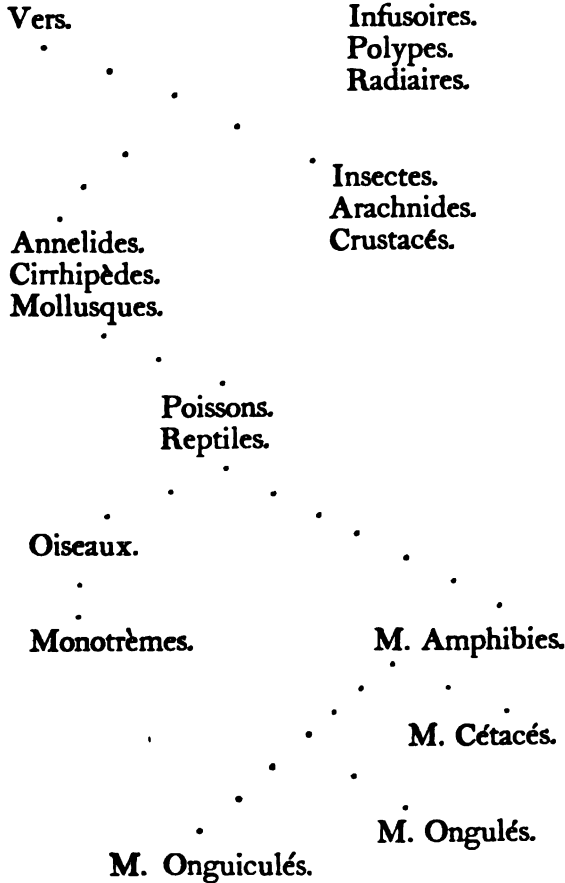 Vers.
Infusoires.
Polypes.
Radiaires.
Insectes.
Arachnides.
Crustacés.
Annelides.
Cirrhipèdes.
Mollusques.
Poissons.
Reptiles.
Oiseaux.
Monotrèmes.
M. Amphibies.
M. Cétacés.
M. Ongulés.
M. Onguiculés.